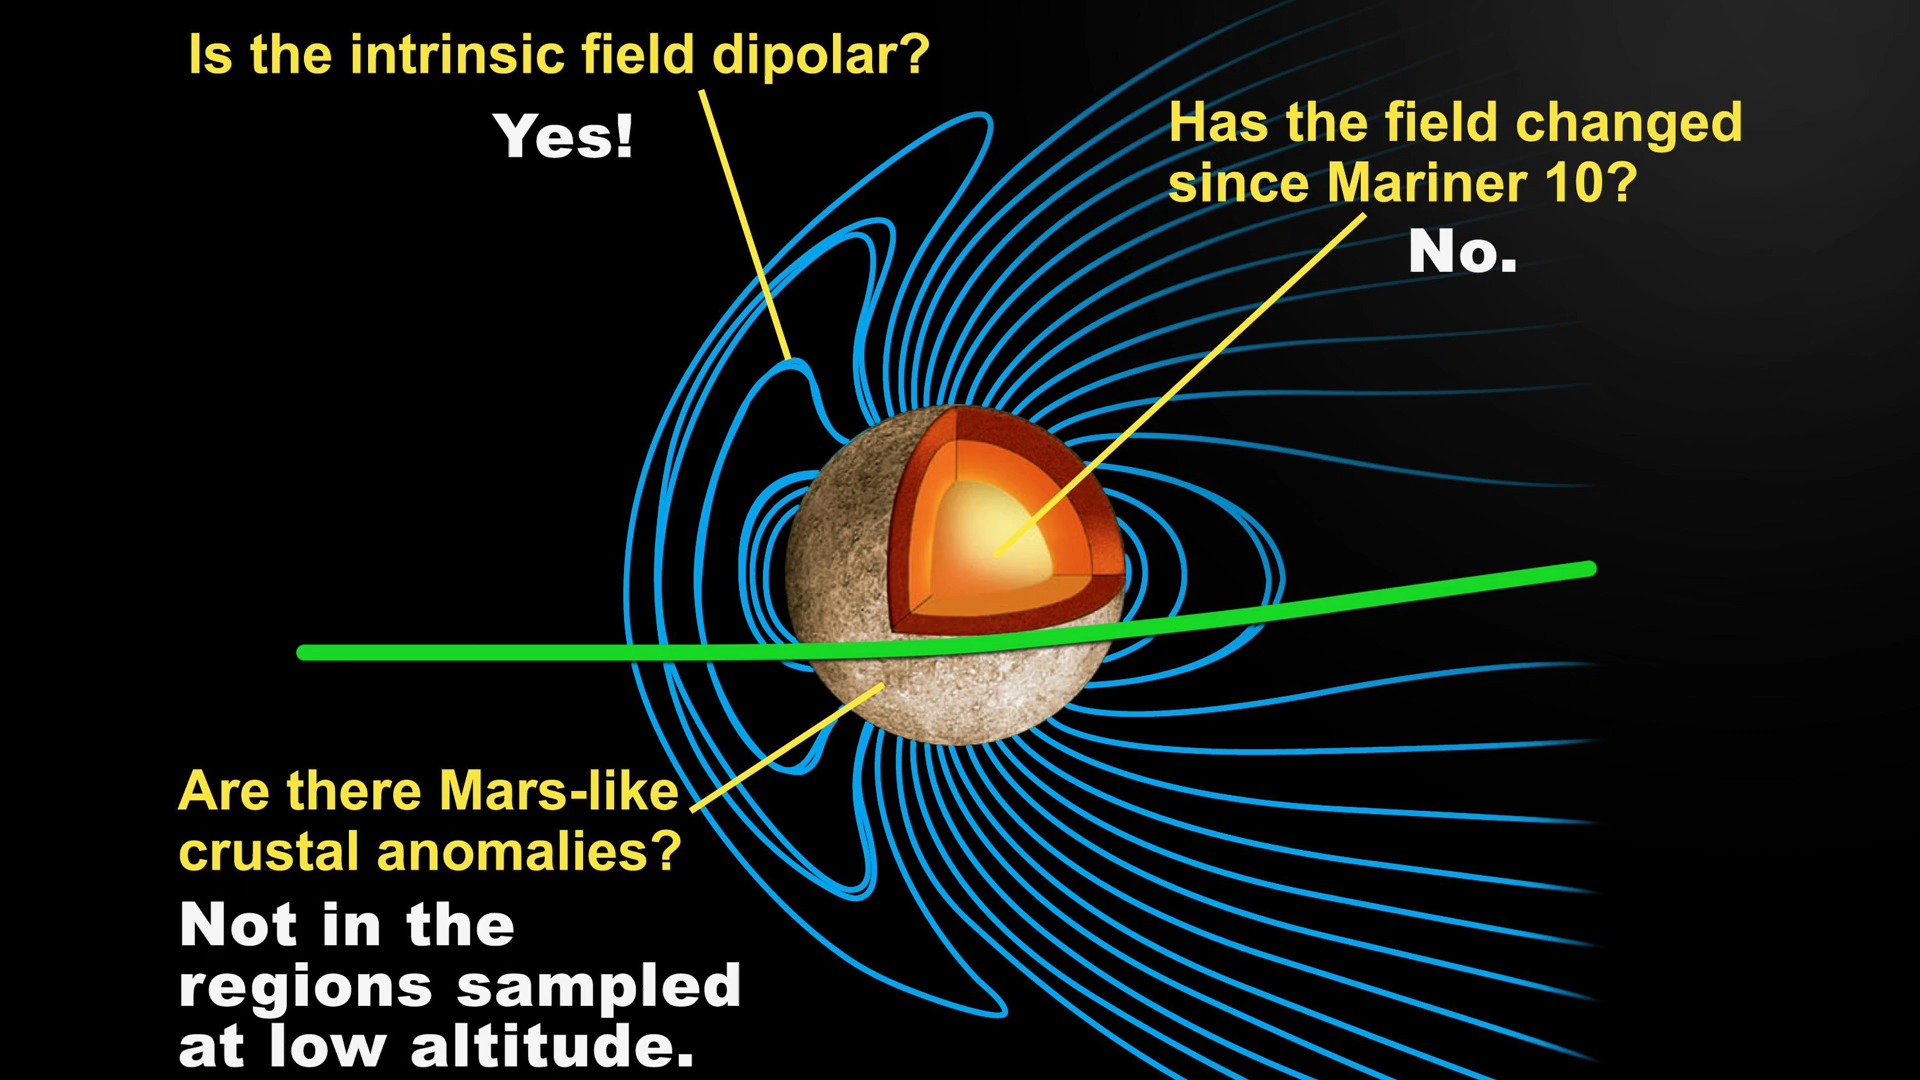 Is the intrinsic field dipolar?
Yes!
Has the field changed
since Mariner 10?
No.
Are there Mars-like
crustal anomalies?
Not in the
regions sampled
at low altitude.